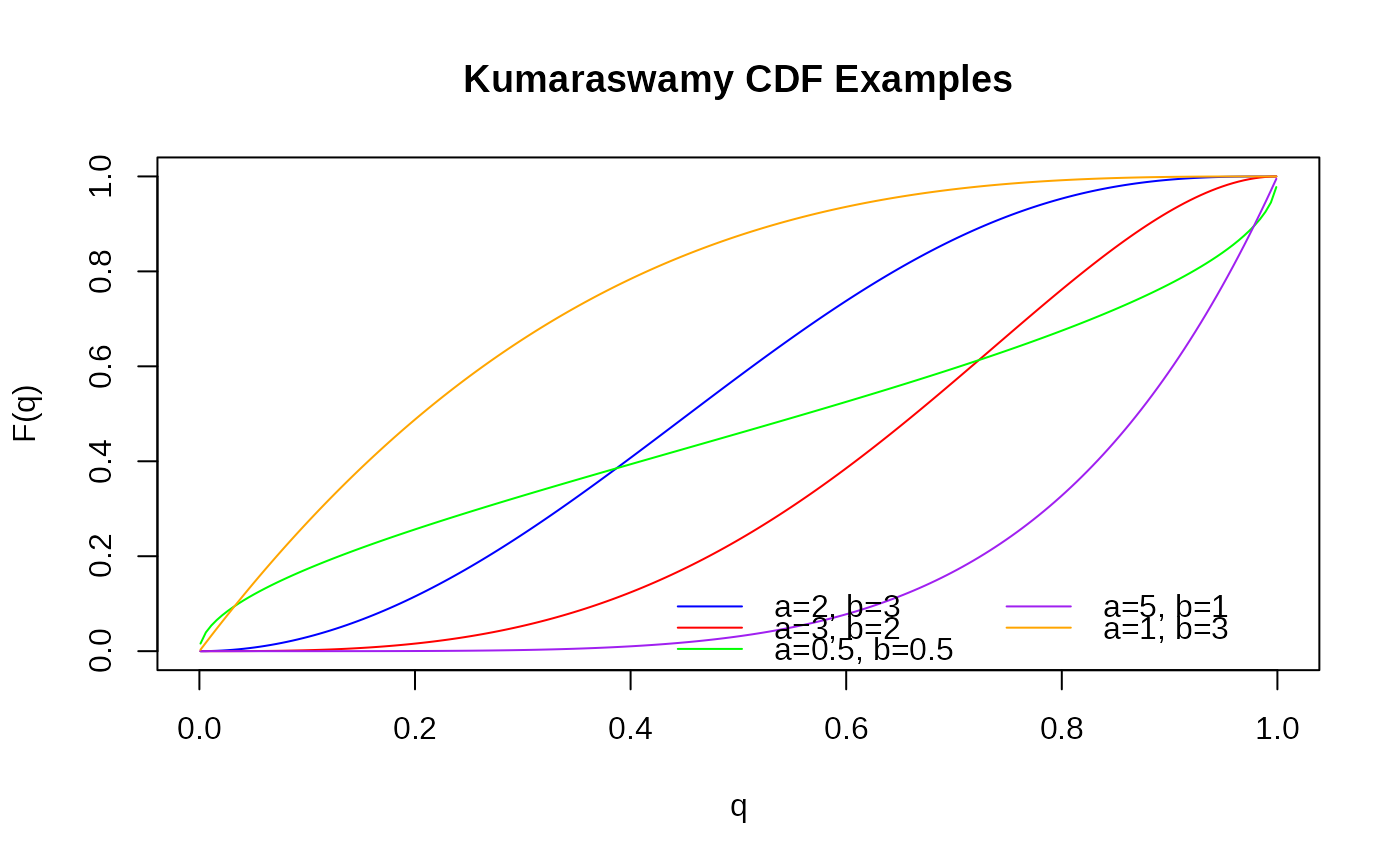 Kumaraswamy CDF Examples
F(q)
1.0
0.8
0.6
0.4
0.2
0.0
a=2, b=3
a=3, b=2
a=0.5, b=0.5
a=5, b=1
a=1, b=3
0.0 0.2 0.4 0.6 0.8 1.0
q